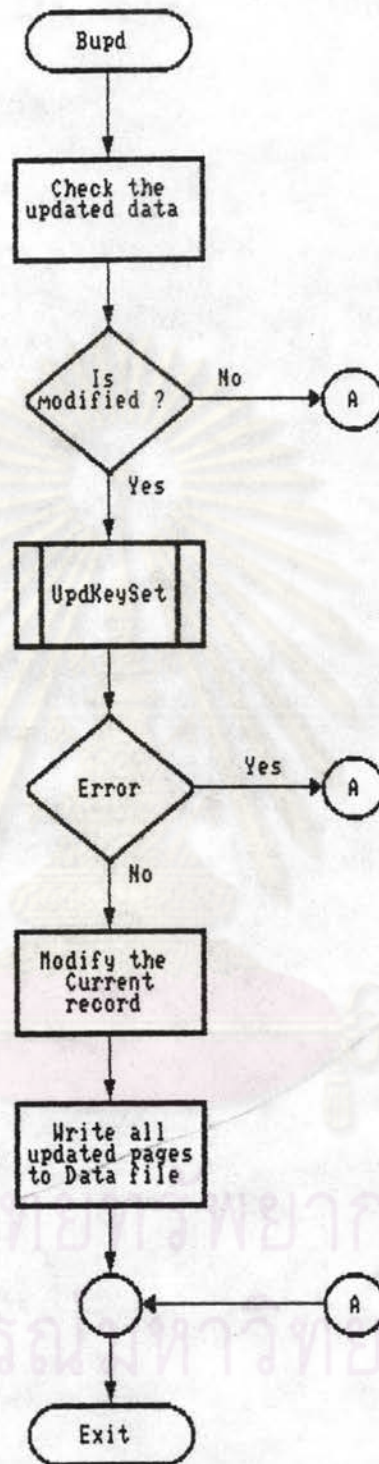 Bupd
Check the
updated data
Is
modified ?
No
A
Yes
UpdKeySet
Error
Yes
A
No
Modify the
Current
record
Write all
updated pages
to Data file
A
Exit